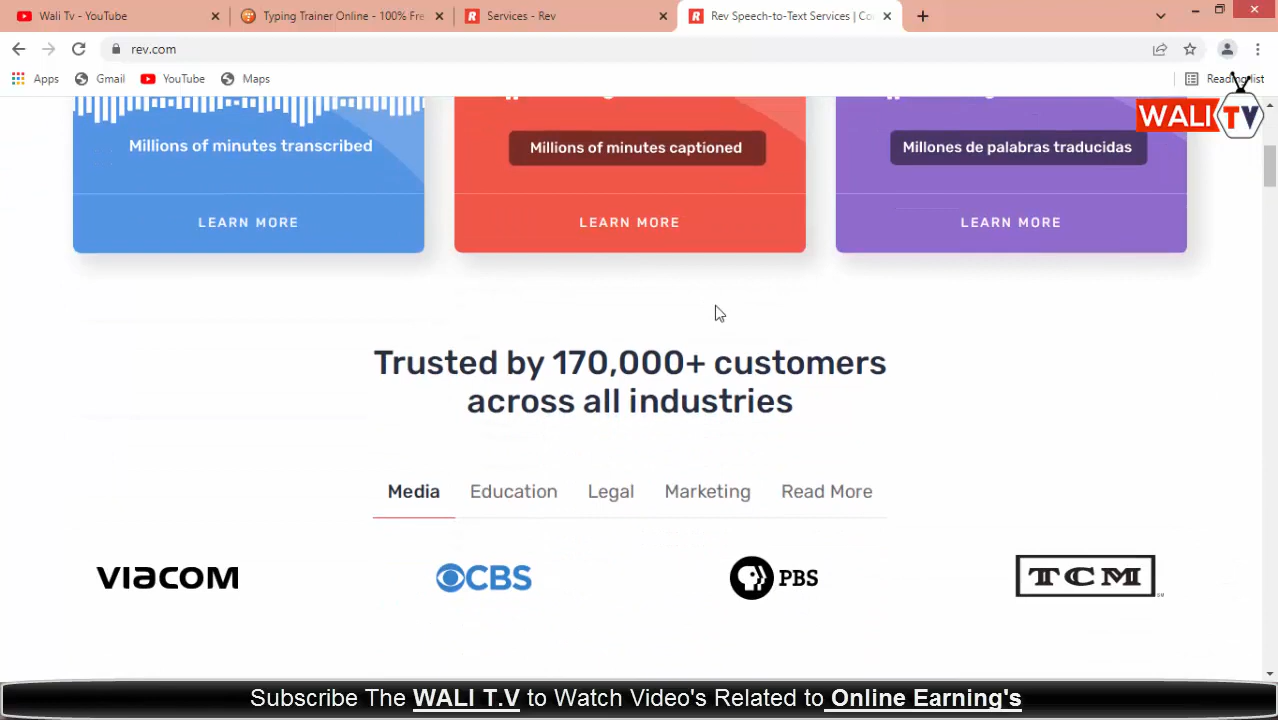 Wali Tv - YouTube
Typing Trainer Online - 100% Fre
Services - Rev
Rev Speech-to-Text Services | Co
rev.com
Apps
Gmail
YouTube
Maps
Reading list
WALI TV
Millions of minutes transcribed
Millions of minutes captioned
Millones de palabras traducidas
LEARN MORE
LEARN MORE
LEARN MORE
Trusted by 170,000+ customers
across all industries
Media
Education
Legal
Marketing
Read More
VIACOM
CBS
PBS
TCM
Subscribe The WALI T.V to Watch Video's Related to Online Earning's